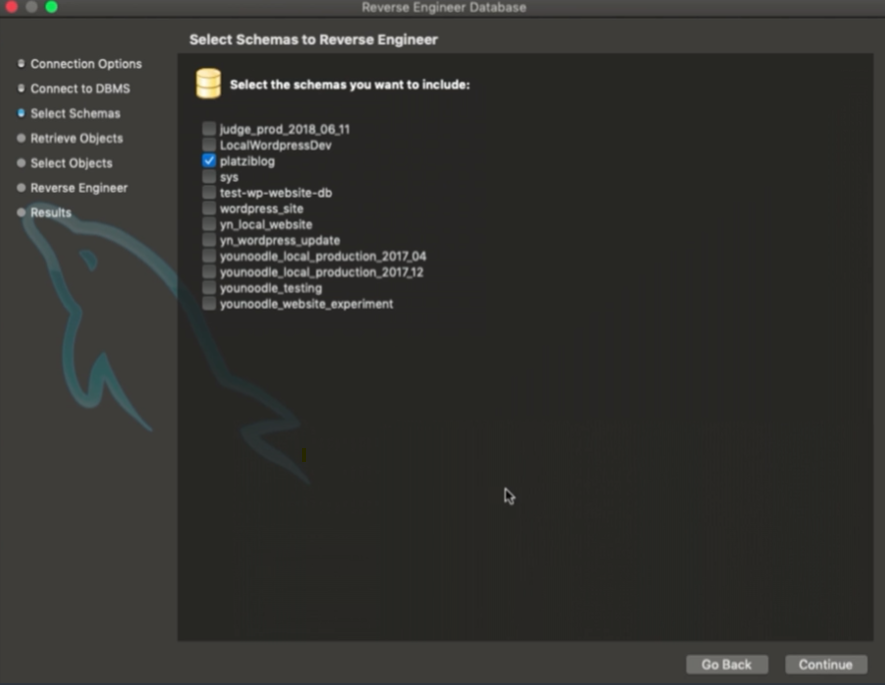 Reverse Engineer Database
Select Schemas to Reverse Engineer
Connection Options
Connect to DBMS
Select Schemas
Retrieve Objects
Select Objects
Reverse Engineer
Results
Select the schemas you want to include:
judge_prod_2018_06_11
LocalWordpressDev
platziblog
sys
test-wp-website-db
wordpress_site
yn_local_website
yn_wordpress_update
younoodle_local_production_2017_04
younoodle_local_production_2017_12
younoodle_testing
younoodle_website_experiment
Go Back
Continue